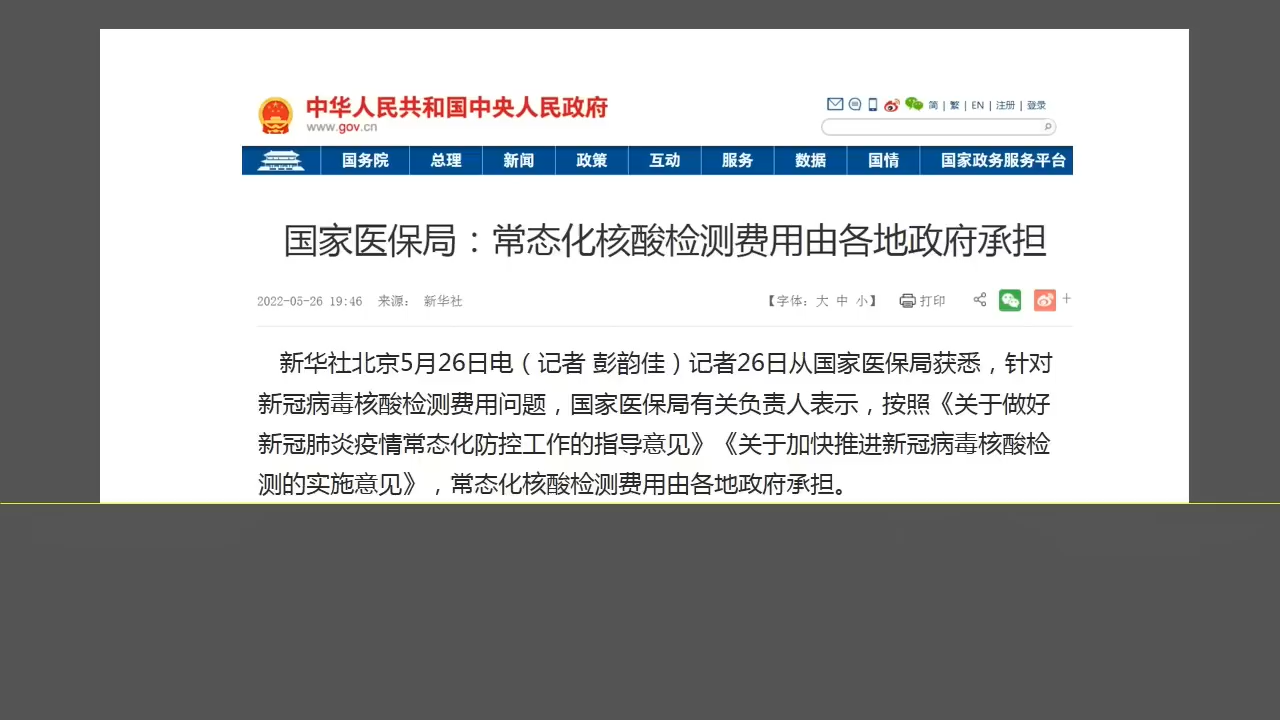 中华人民共和国中央人民政府
www.gov.cn
简 | 繁 | EN | 注册 | 登录
国务院 总理 新闻 政策 互动 服务 数据 国情 国家政务服务平台
国家医保局：常态化核酸检测费用由各地政府承担
2022-05-26 19:46 来源： 新华社 【字体：大 中 小】 打印 +
新华社北京5月26日电（记者 彭韵佳）记者26日从国家医保局获悉，针对
新冠病毒核酸检测费用问题，国家医保局有关负责人表示，按照《关于做好
新冠肺炎疫情常态化防控工作的指导意见》《关于加快推进新冠病毒核酸检
测的实施意见》，常态化核酸检测费用由各地政府承担。